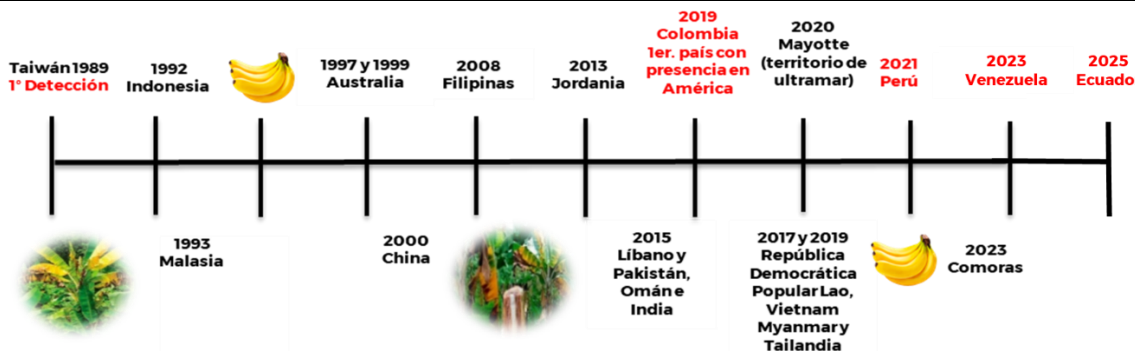 Taiwán 1989
1° Detección
1992
Indonesia
1997 y 1999
Australia
2008
Filipinas
2013
Jordania
2019
Colombia
1er. país con
presencia en
América
2020
Mayotte
(territorio de
ultramar)
2021
Perú
2023
Venezuela
2025
Ecuado
1993
Malasia
2000
China
2015
Líbano y
Pakistán,
Omán e
India
2017 y 2019
República
Democrática
Popular Lao,
Vietnam
Myanmar y
Tailandia
2023
Comoras